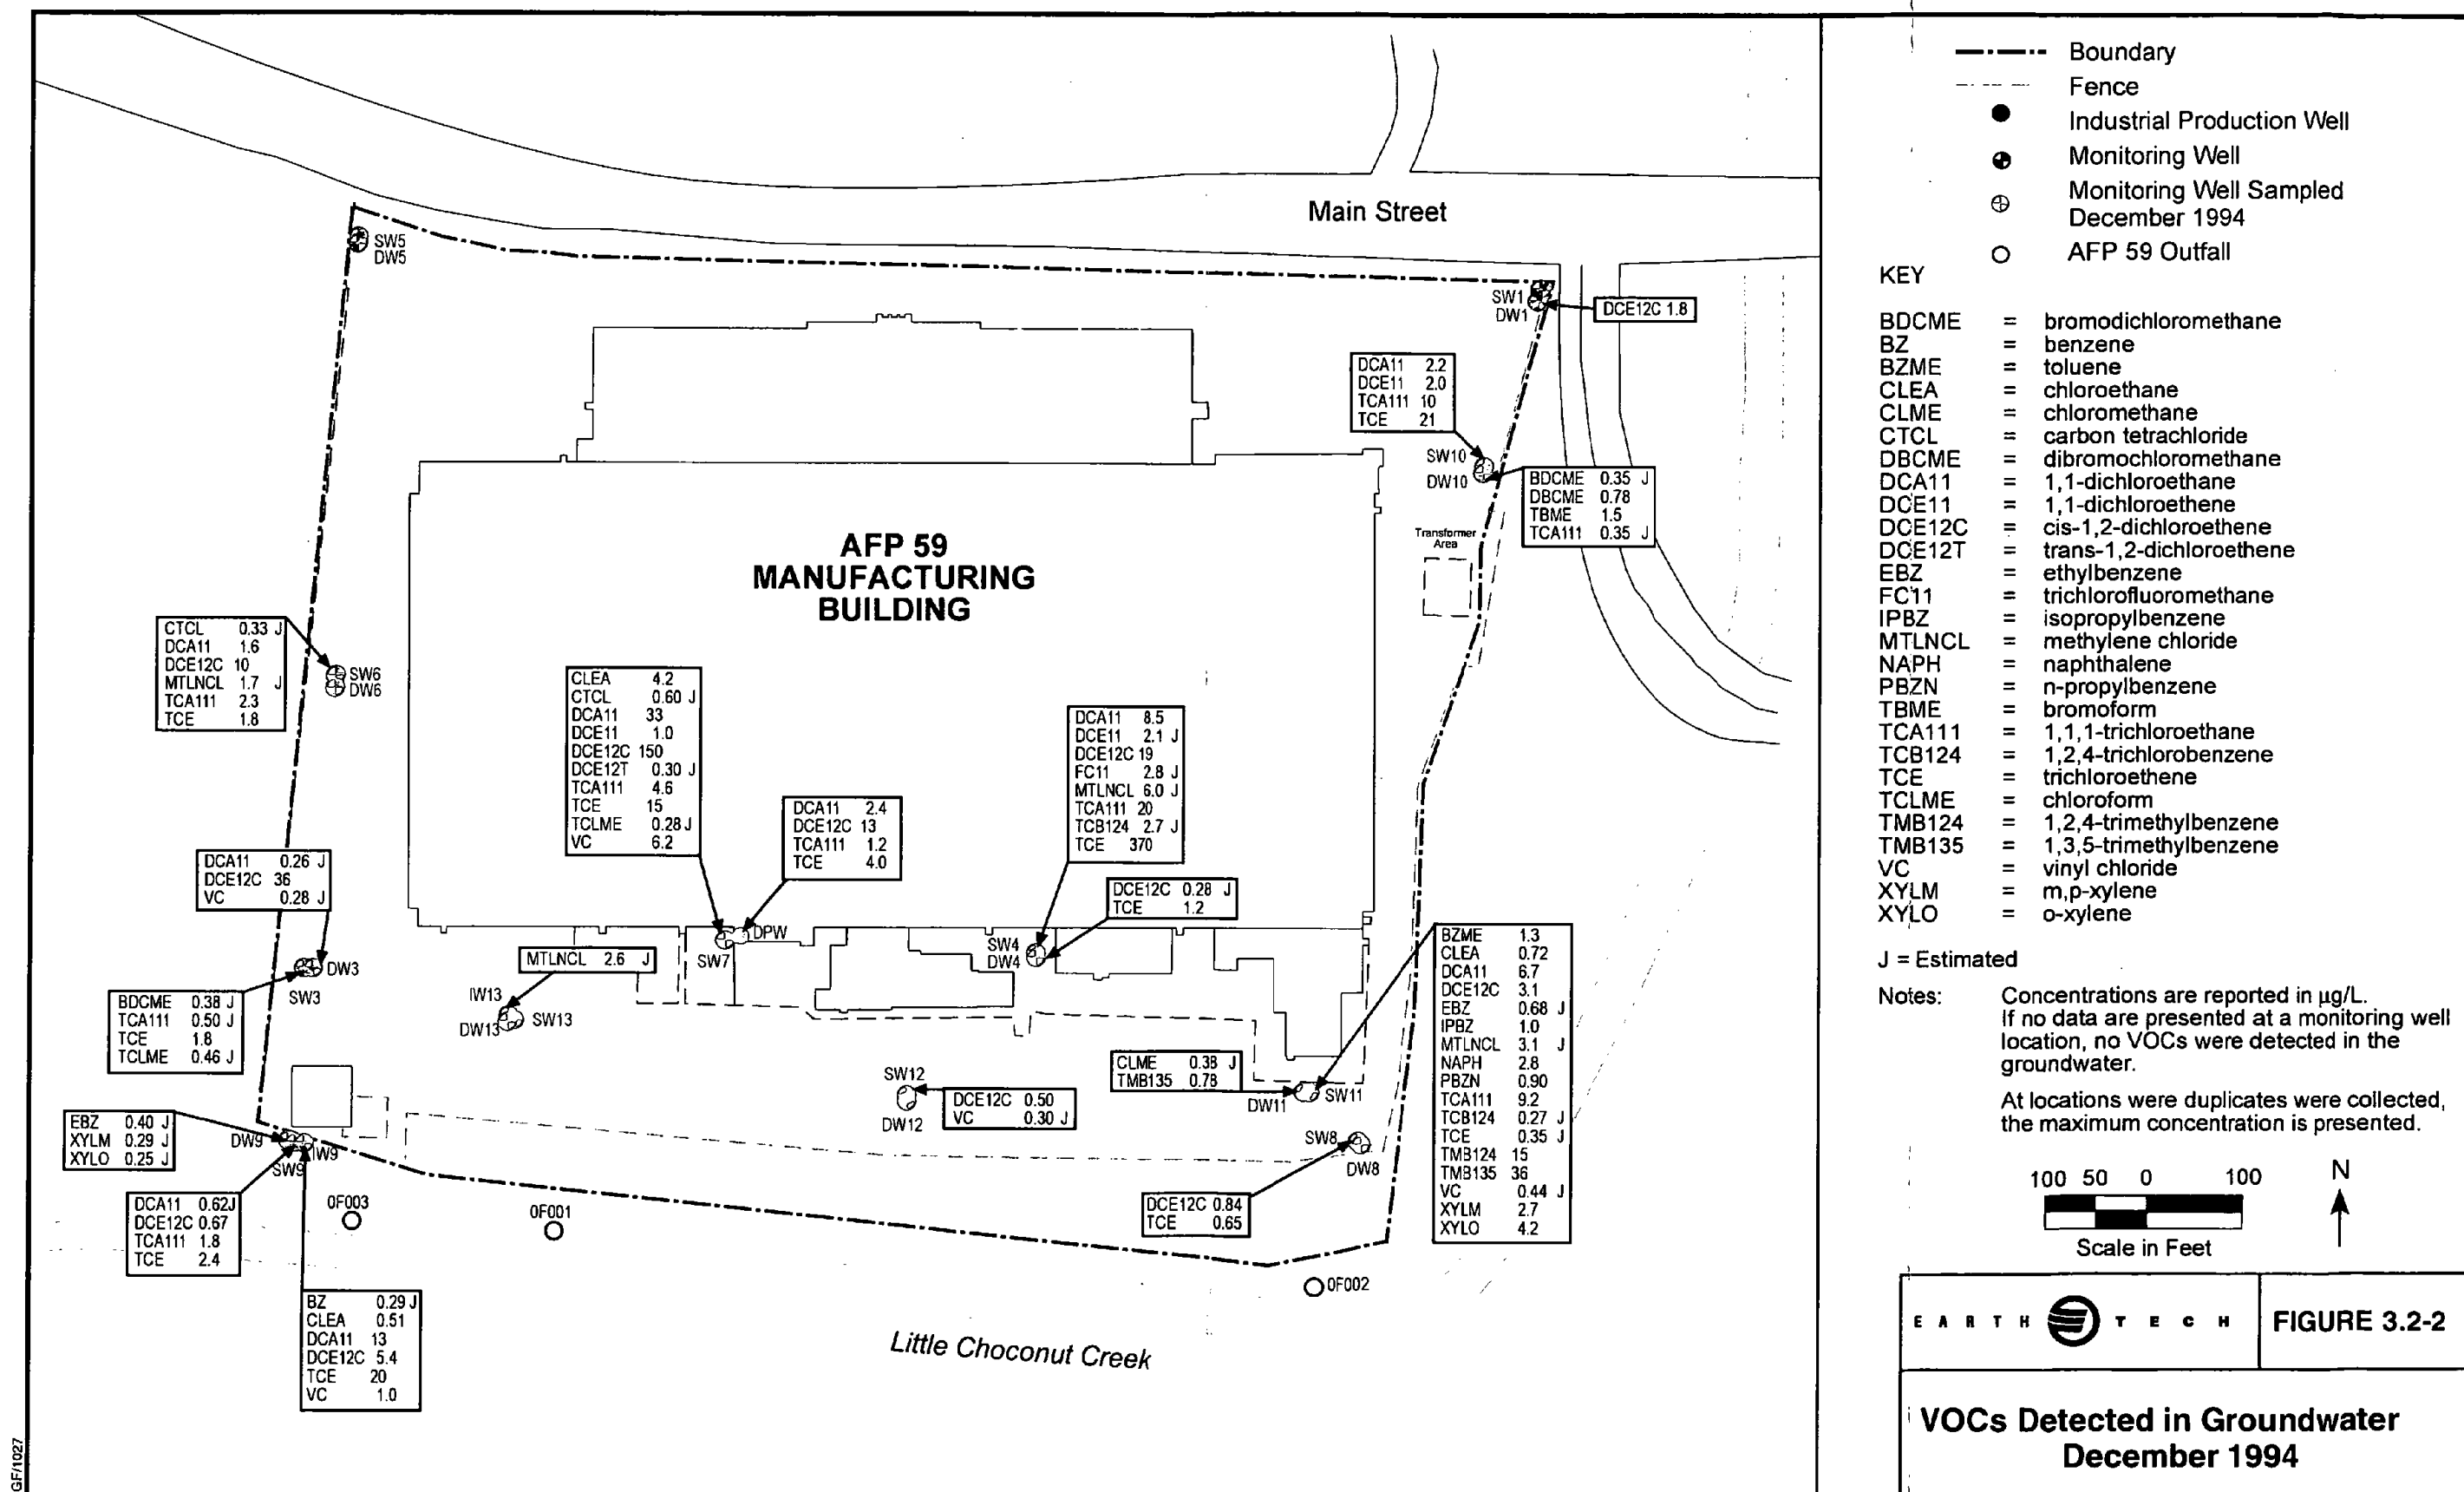 Main Street
SW5
DW5
SW1
DW1
DCE12C 1.8
DCA11 2.2
DCE11 2.0
TCA111 10
TCE 21
SW10
DW10
BDCME 0.35 J
DBCME 0.78
TBME 1.5
TCA111 0.35 J
Transformer
Area
AFP 59
MANUFACTURING
BUILDING
CTCL 0.33 J
DCA11 1.6
DCE12C 10
MTLNCL 1.7 J
TCA111 2.3
TCE 1.8
SW6
DW6
CLEA 4.2
CTCL 0.60 J
DCA11 33
DCE11 1.0
DCE12C 150
DCE12T 0.30 J
TCA111 4.6
TCE 15
TCLME 0.28 J
VC 6.2
DCA11 2.4
DCE12C 13
TCA111 1.2
TCE 4.0
DCA11 8.5
DCE11 2.1 J
DCE12C 19
FC11 2.8 J
MTLNCL 6.0 J
TCA111 20
TCB124 2.7 J
TCE 370
DCE12C 0.28 J
TCE 1.2
DCA11 0.26 J
DCE12C 36
VC 0.28 J
DW3
SW3
BDCME 0.38 J
TCA111 0.50 J
TCE 1.8
TCLME 0.46 J
MTLNCL 2.6 J
IW13
DW13
SW13
DPW
SW7
SW4
DW4
BZME 1.3
CLEA 0.72
DCA11 6.7
DCE12C 3.1
EBZ 0.68 J
IPBZ 1.0
MTLNCL 3.1 J
NAPH 2.8
PBZN 0.90
TCA111 9.2
TCB124 0.27 J
TCE 0.35 J
TMB124 15
TMB135 36
VC 0.44 J
XYLM 2.7
XYLO 4.2
CLME 0.38 J
TMB135 0.78
DW11
SW11
SW12
DW12
DCE12C 0.50
VC 0.30 J
SW8
DW8
DCE12C 0.84
TCE 0.65
EBZ 0.40 J
XYLM 0.29 J
XYLO 0.25 J
DW9
SW9
IW9
DCA11 0.62J
DCE12C 0.67
TCA111 1.8
TCE 2.4
BZ 0.29 J
CLEA 0.51
DCA11 13
DCE12C 5.4
TCE 20
VC 1.0
0F003
0F001
0F002
Little Choconut Creek
GF/1027
Boundary
Fence
Industrial Production Well
Monitoring Well
Monitoring Well Sampled
December 1994
AFP 59 Outfall
KEY
BDCME = bromodichloromethane
BZ = benzene
BZME = toluene
CLEA = chloroethane
CLME = chloromethane
CTCL = carbon tetrachloride
DBCME = dibromochloromethane
DCA11 = 1,1-dichloroethane
DCE11 = 1,1-dichloroethene
DCE12C = cis-1,2-dichloroethene
DCE12T = trans-1,2-dichloroethene
EBZ = ethylbenzene
FC11 = trichlorofluoromethane
IPBZ = isopropylbenzene
MTLNCL = methylene chloride
NAPH = naphthalene
PBZN = n-propylbenzene
TBME = bromoform
TCA111 = 1,1,1-trichloroethane
TCB124 = 1,2,4-trichlorobenzene
TCE = trichloroethene
TCLME = chloroform
TMB124 = 1,2,4-trimethylbenzene
TMB135 = 1,3,5-trimethylbenzene
VC = vinyl chloride
XYLM = m,p-xylene
XYLO = o-xylene
J = Estimated
Notes: Concentrations are reported in µg/L.
If no data are presented at a monitoring well
location, no VOCs were detected in the
groundwater.
At locations were duplicates were collected,
the maximum concentration is presented.
100 50 0 100
Scale in Feet
N
EARTH TECH
FIGURE 3.2-2
VOCs Detected in Groundwater
December 1994